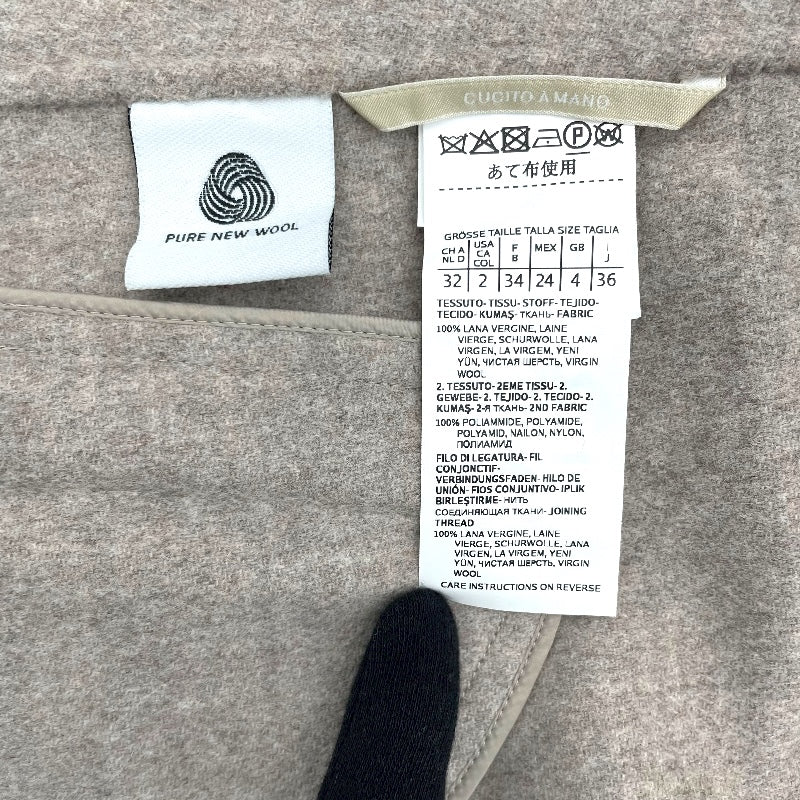 CUCITO A MANO
PURE NEW WOOL
P
W
あて布使用
GRÖSSE TAILLE TALLA SIZE TAGLIA
CH A NL D USA CA COL F B MEX GB I J
32 2 34 24 4 36
TESSUTO- TISSU- STOFF- TEJIDO-
TECIDO- KUMAŞ- ТКАНЬ- FABRIC
100% LANA VERGINE, LAINE
VIERGE, SCHURWOLLE, LANA
VIRGEN, LA VIRGEM, YENI
YÜN, ЧИСТАЯ ШЕРСТЬ, VIRGIN
WOOL
2. TESSUTO- 2EME TISSU- 2.
GEWEBE- 2. TEJIDO- 2. TECIDO- 2.
KUMAŞ- 2-Я ТКАНЬ- 2ND FABRIC
100% POLIAMMIDE, POLYAMIDE,
POLYAMID, NAILON, NYLON,
ПОЛИАМИД
FILO DI LEGATURA- FIL
CONJONCTIF-
VERBINDUNGSFADEN- HILO DE
UNIÓN- FIOS CONJUNTIVO- IPLIK
BIRLEŞTIRME- НИТЬ
СОЕДИНЯЮЩАЯ ТКАНИ- JOINING
THREAD
100% LANA VERGINE, LAINE
VIERGE, SCHURWOLLE, LANA
VIRGEN, LA VIRGEM, YENI
YÜN, ЧИСТАЯ ШЕРСТЬ, VIRGIN
WOOL
CARE INSTRUCTIONS ON REVERSE